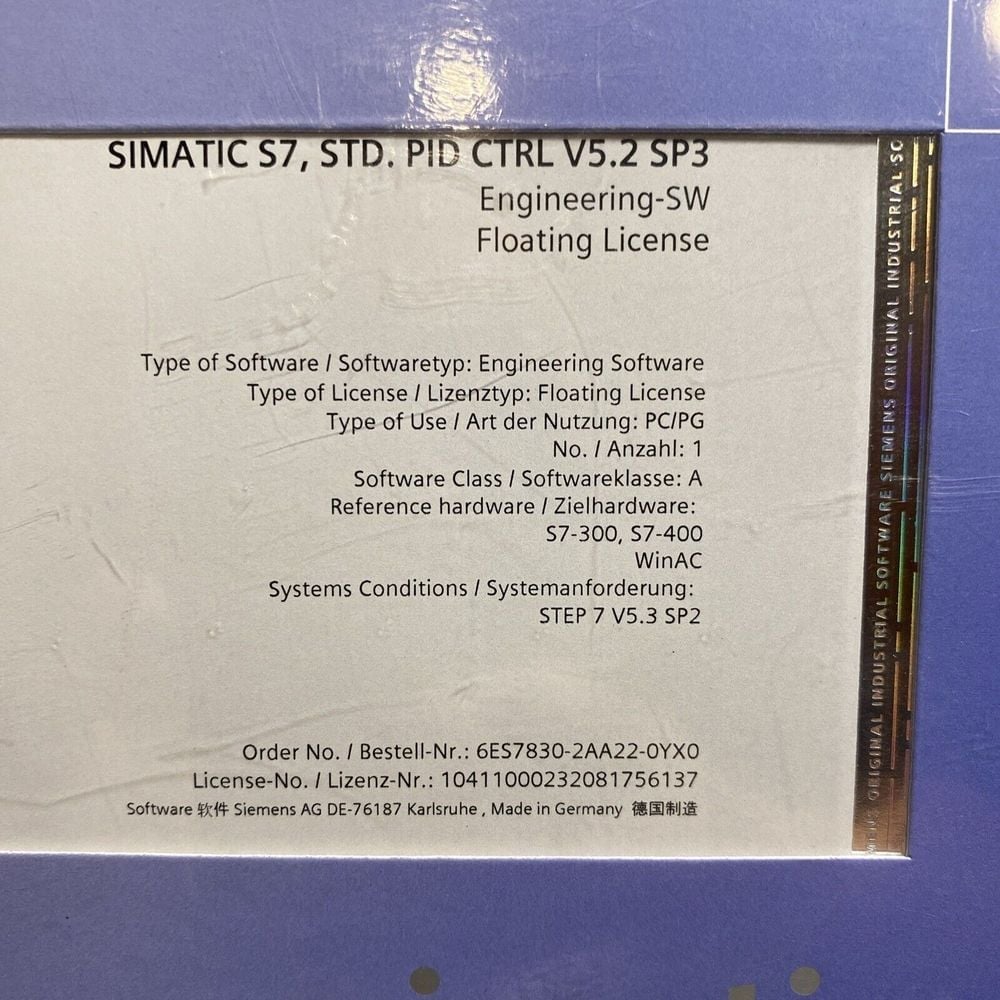 SIMATIC S7, STD. PID CTRL V5.2 SP3
Engineering-SW
Floating License
Type of Software / Softwaretyp: Engineering Software
Type of License / Lizenztyp: Floating License
Type of Use / Art der Nutzung: PC/PG
No. / Anzahl: 1
Software Class / Softwareklasse: A
Reference hardware / Zielhardware:
S7-300, S7-400
WinAC
Systems Conditions / Systemanforderung:
STEP 7 V5.3 SP2
Order No. / Bestell-Nr.: 6ES7830-2AA22-0YX0
License-No. / Lizenz-Nr.: 10411000232081756137
Software 软件 Siemens AG DE-76187 Karlsruhe , Made in Germany 德国制造
ORIGINAL INDUSTRIAL SOFTWARE SIEMENS ORIGINAL INDUSTRIAL